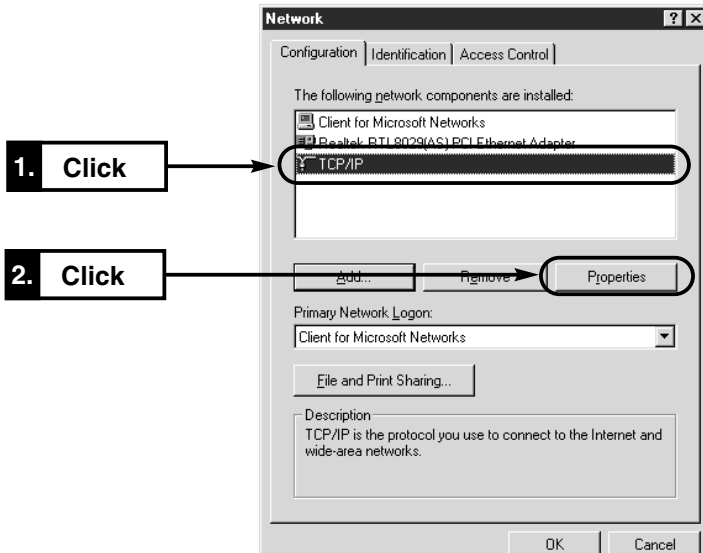 Network
Configuration Identification Access Control
The following network components are installed:
Client for Microsoft Networks
Realtek RTL8029(AS) PCI Ethernet Adapter
1. Click
TCP/IP
2. Click
Add... Remove Properties
Primary Network Logon:
Client for Microsoft Networks
File and Print Sharing...
Description
TCP/IP is the protocol you use to connect to the Internet and
wide-area networks.
OK Cancel